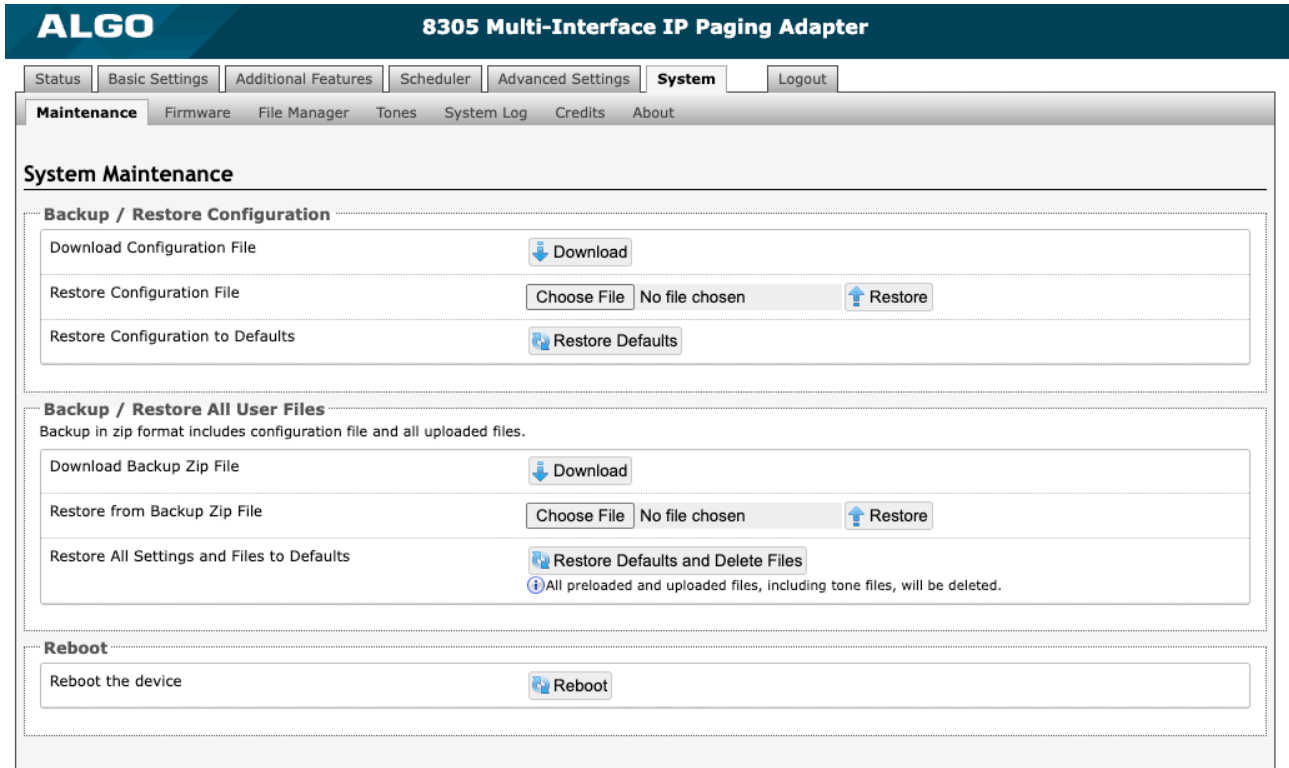 ALGO
8305 Multi-Interface IP Paging Adapter
Status Basic Settings Additional Features Scheduler Advanced Settings System Logout
Maintenance Firmware File Manager Tones System Log Credits About
System Maintenance
Backup / Restore Configuration
Download Configuration File Download
Restore Configuration File Choose File No file chosen Restore
Restore Configuration to Defaults Restore Defaults
Backup / Restore All User Files
Backup in zip format includes configuration file and all uploaded files.
Download Backup Zip File Download
Restore from Backup Zip File Choose File No file chosen Restore
Restore All Settings and Files to Defaults Restore Defaults and Delete Files
All preloaded and uploaded files, including tone files, will be deleted.
Reboot
Reboot the device Reboot